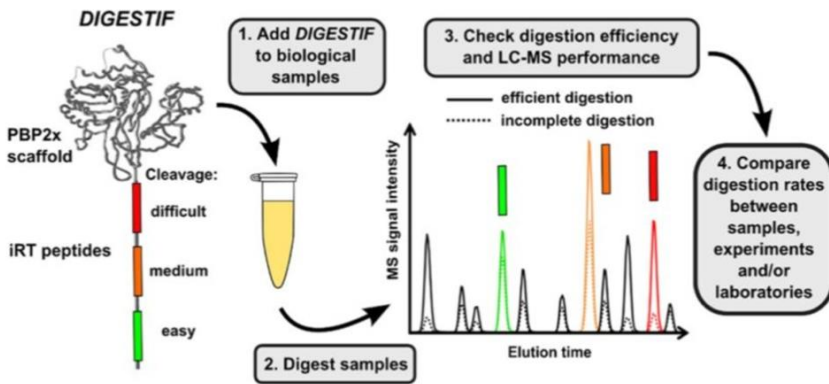 DIGESTIF
PBP2x
scaffold
Cleavage:
difficult
iRT peptides
medium
easy
1. Add DIGESTIF
to biological
samples
2. Digest samples
3. Check digestion efficiency
and LC-MS performance
efficient digestion
incomplete digestion
MS signal intensity
Elution time
4. Compare
digestion rates
between
samples,
experiments
and/or
laboratories